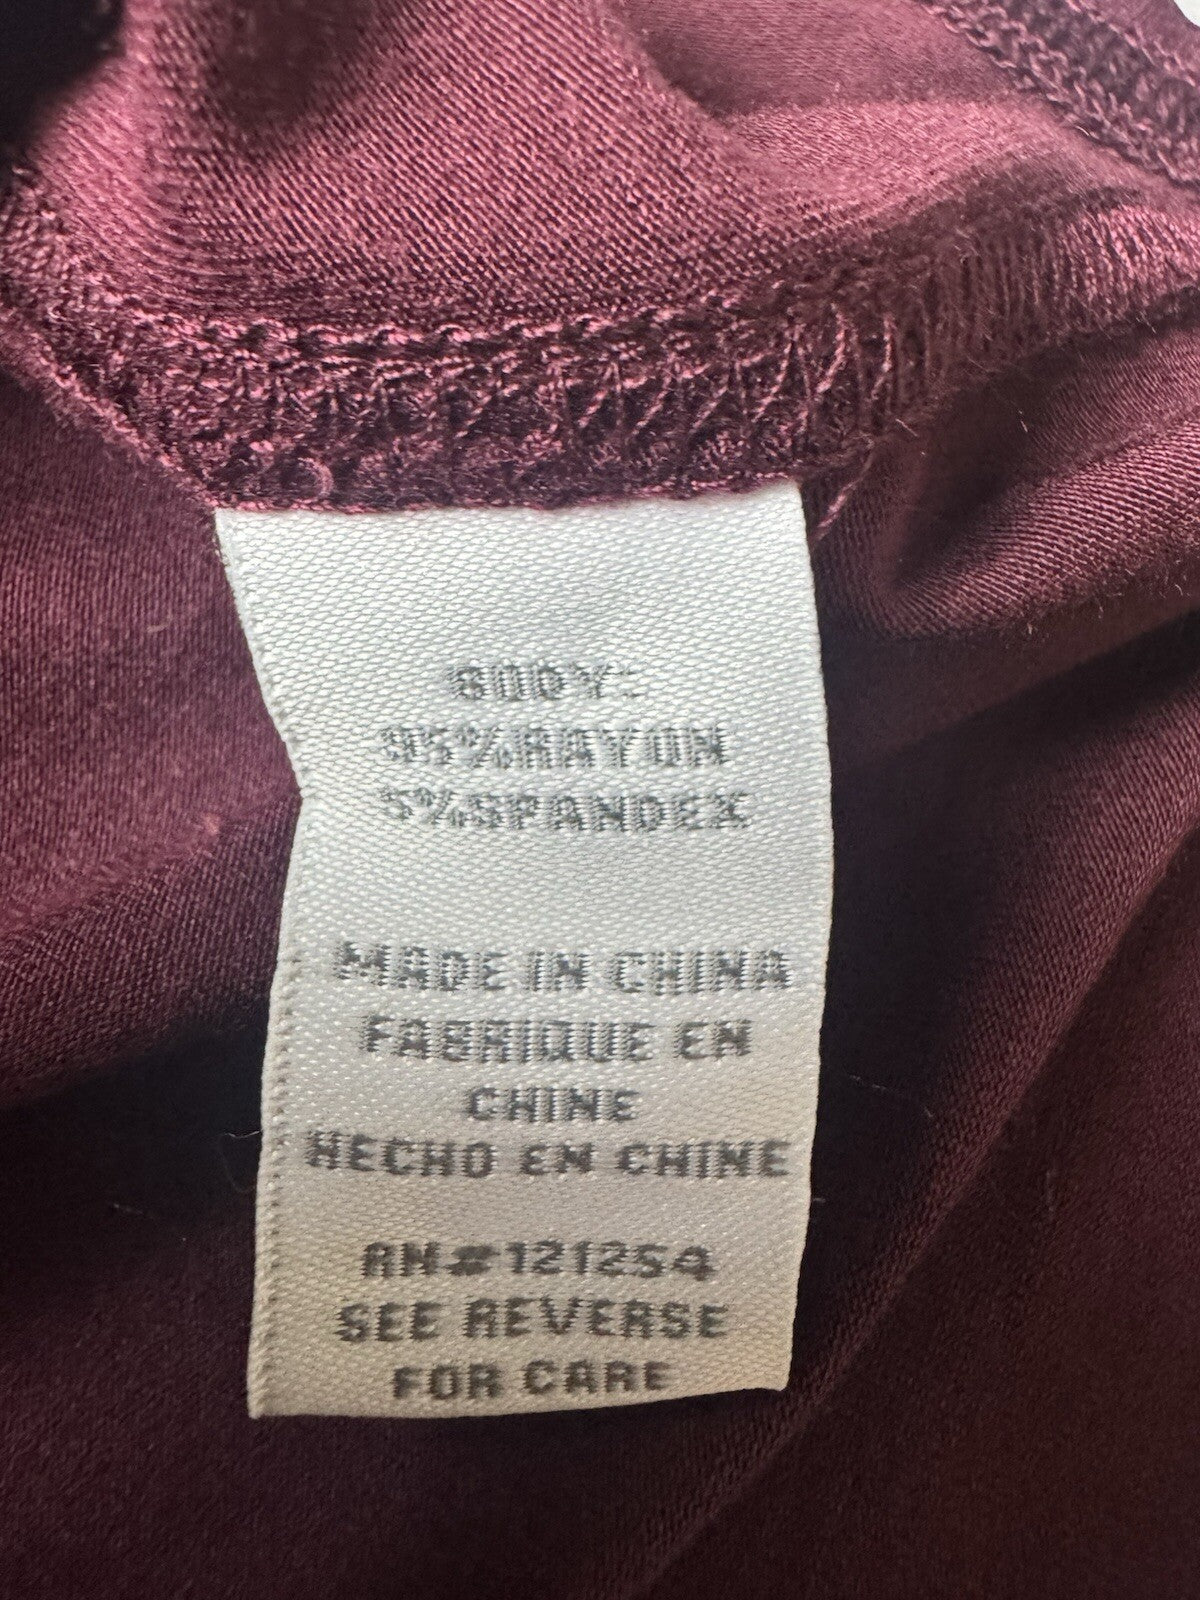 BODY:
95%RAYON
5%SPANDEX
MADE IN CHINA
FABRIQUE EN
CHINE
HECHO EN CHINE
RN#121254
SEE REVERSE
FOR CARE